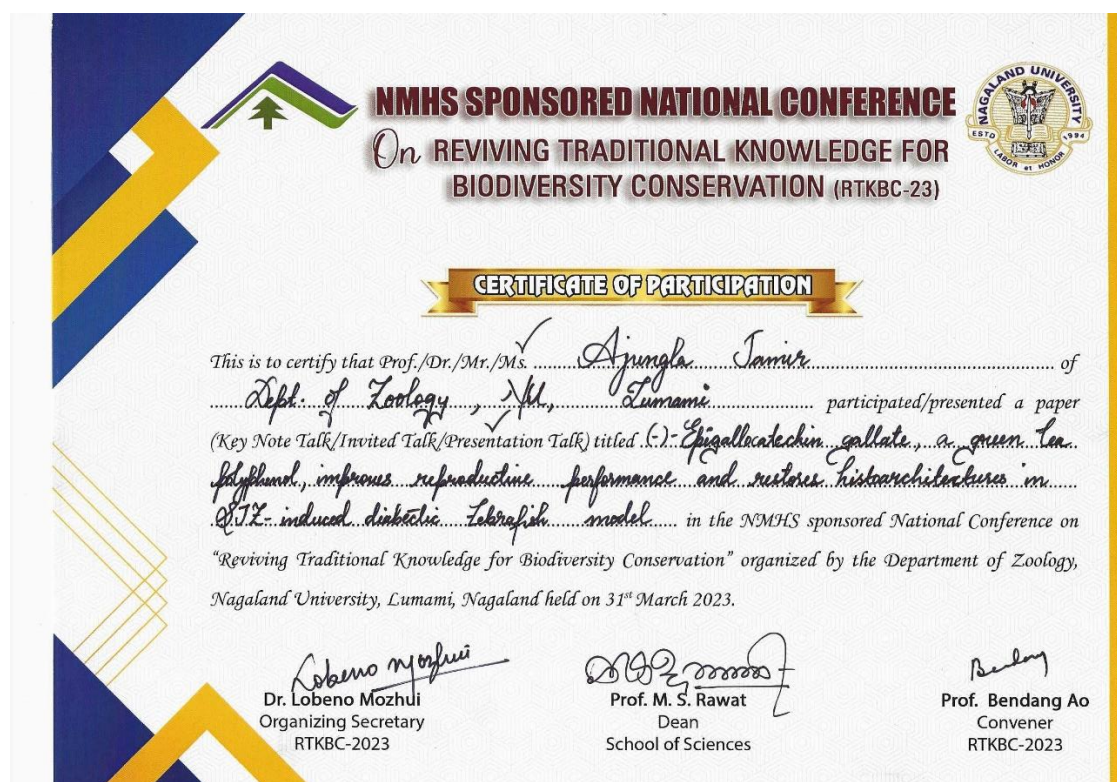 NMHS SPONSORED NATIONAL CONFERENCE
On REVIVING TRADITIONAL KNOWLEDGE FOR
BIODIVERSITY CONSERVATION (RTKBC-23)
NAGALAND UNIVERSITY
ESTD 1994
LABOR et HONOR
CERTIFICATE OF PARTICIPATION
This is to certify that Prof./Dr./Mr./Ms. Ajungla Jamir of
Dept. of Zoology, NU, Lumami participated/presented a paper
(Key Note Talk/Invited Talk/Presentation Talk) titled (-)-Epigallocatechin gallate, a green tea
polyphenol, improves reproductive performance and restores histoarchitectures in
STZ-induced diabetic Zebrafish model in the NMHS sponsored National Conference on
"Reviving Traditional Knowledge for Biodiversity Conservation" organized by the Department of Zoology,
Nagaland University, Lumami, Nagaland held on 31st March 2023.
Lobeno Mozhui
Dr. Lobeno Mozhui
Organizing Secretary
RTKBC-2023
Prof. M. S. Rawat
Dean
School of Sciences
Bendang
Prof. Bendang Ao
Convener
RTKBC-2023